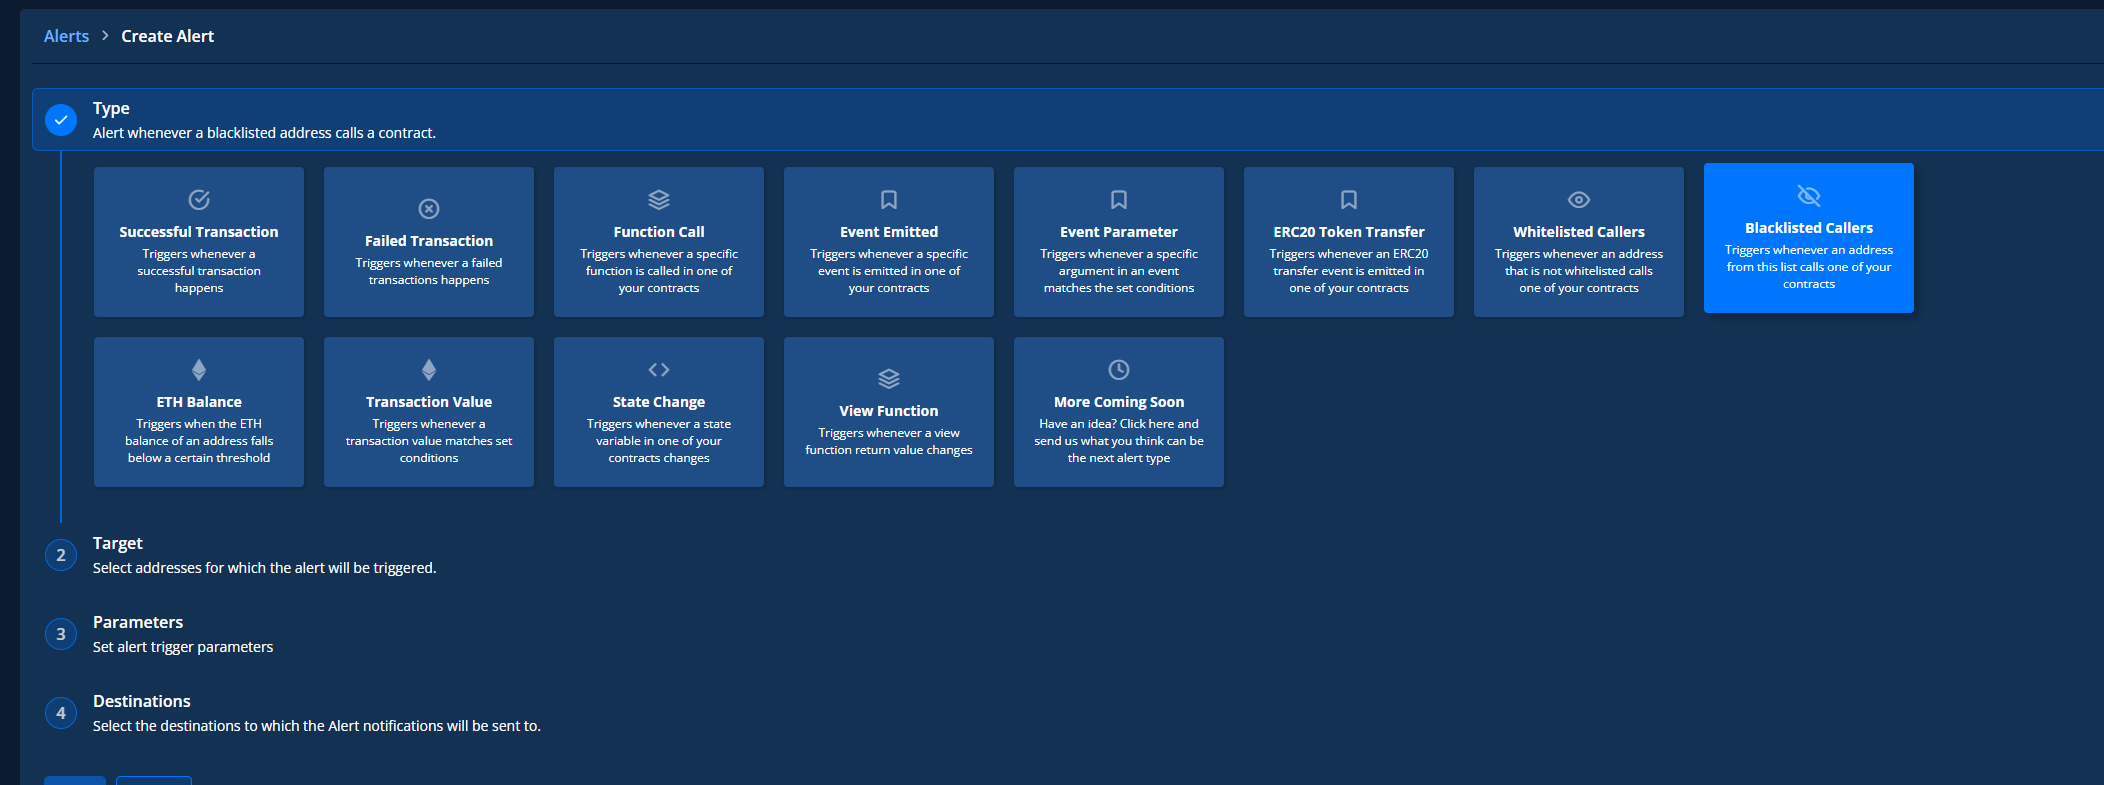 Alerts > Create Alert
Type
Alert whenever a blacklisted address calls a contract.
Successful Transaction
Triggers whenever a
successful transaction
happens
Failed Transaction
Triggers whenever a failed
transactions happens
Function Call
Triggers whenever a specific
function is called in one of
your contracts
Event Emitted
Triggers whenever a specific
event is emitted in one of
your contracts
Event Parameter
Triggers whenever a specific
argument in an event
matches the set conditions
ERC20 Token Transfer
Triggers whenever an ERC20
transfer event is emitted in
one of your contracts
Whitelisted Callers
Triggers whenever an address
that is not whitelisted calls
one of your contracts
Blacklisted Callers
Triggers whenever an address
from this list calls one of your
contracts
ETH Balance
Triggers when the ETH
balance of an address falls
below a certain threshold
Transaction Value
Triggers whenever a
transaction value matches set
conditions
State Change
Triggers whenever a state
variable in one of your
contracts changes
View Function
Triggers whenever a view
function return value changes
More Coming Soon
Have an idea? Click here and
send us what you think can be
the next alert type
2
Target
Select addresses for which the alert will be triggered.
3
Parameters
Set alert trigger parameters
4
Destinations
Select the destinations to which the Alert notifications will be sent to.